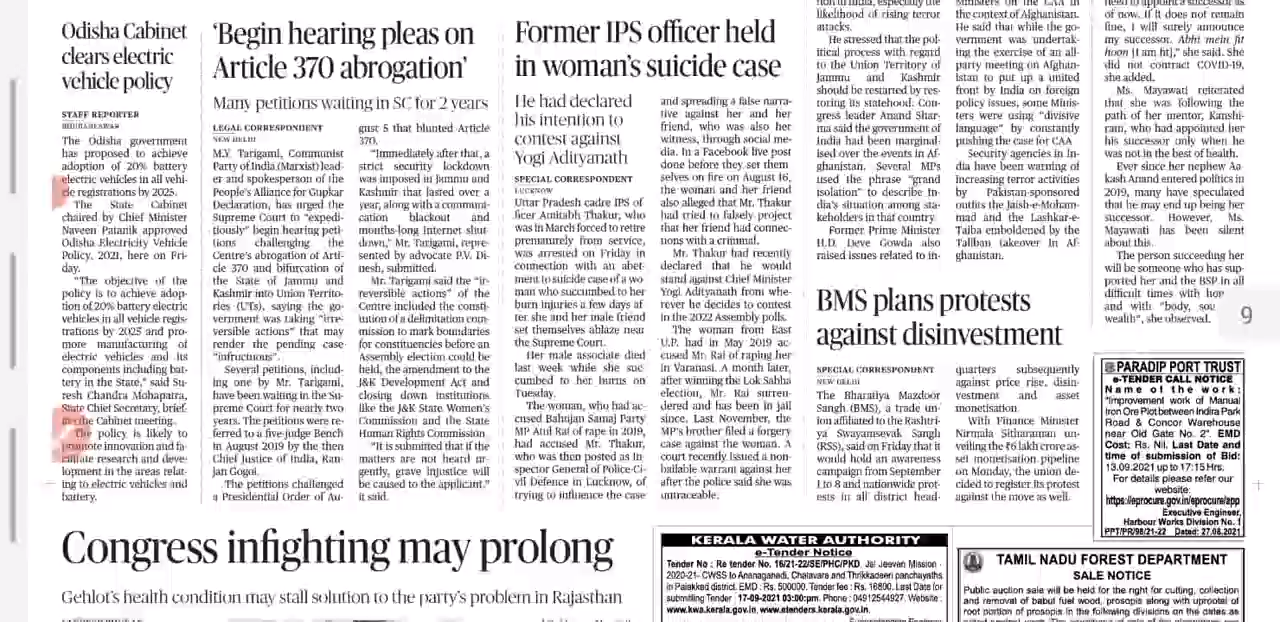 Odisha Cabinet
clears electric
vehicle policy
STAFF REPORTER
BHUBANESWAR
The Odisha government
has proposed to achieve
adoption of 20% battery
electric vehicles in all vehi-
cle registrations by 2025.
The State Cabinet
chaired by Chief Minister
Naveen Patanik approved
Odisha Electricity Vehicle
Policy, 2021, here on Fri-
day.
“The objective of the
policy is to achieve adop-
tion of 20% battery electric
vehicles in all vehicle regis-
trations by 2025 and pro-
more manufacturing of
electric vehicles and its
components including bat-
tery in the State,” said Su-
resh Chandra Mohapatra,
State Chief Secretary, brief-
the Cabinet meeting.
The policy is likely to
promote innovation and fa-
cilitate research and deve-
lopment in the areas relat-
ing to electric vehicles and
battery.
‘Begin hearing pleas on
Article 370 abrogation’
Many petitions waiting in SC for 2 years
LEGAL CORRESPONDENT
NEW DELHI
M.Y. Tarigami, Communist
Party of India (Marxist) lead-
er and spokesperson of the
People’s Alliance for Gupkar
Declaration, has urged the
Supreme Court to “expedi-
tiously” begin hearing peti-
tions challenging the
Centre’s abrogation of Arti-
cle 370 and bifurcation of
the State of Jammu and
Kashmir into Union Territo-
ries (UTs), saying the go-
vernment was taking “irre-
versible actions” that may
render the pending case
“infructuous”.
Several petitions, includ-
ing one by Mr. Tarigami,
have been waiting in the Su-
preme Court for nearly two
years. The petitions were re-
ferred to a five-judge Bench
in August 2019 by the then
Chief Justice of India, Ran-
jan Gogoi.
The petitions challenged
a Presidential Order of Au-
gust 5 that blunted Article
370.
“Immediately after that, a
strict security lockdown
was imposed in Jammu and
Kashmir that lasted over a
year, along with a communi-
cation blackout and
months-long internet shut-
down,” Mr. Tarigami, repre-
sented by advocate P.V. Di-
nesh, submitted.
Mr. Tarigami said the “ir-
reversible actions” of the
Centre included the consti-
tution of a delimitation com-
mission to mark boundaries
for constituencies before an
Assembly election could be
held, the amendment to the
J&K Development Act and
closing down institutions
like the J&K State Women’s
Commission and the State
Human Rights Commission
“It is submitted that if the
matters are not heard ur-
gently, grave injustice will
be caused to the applicant,”
it said.
Former IPS officer held
in woman’s suicide case
He had declared
his intention to
contest against
Yogi Adityanath
SPECIAL CORRESPONDENT
LUCKNOW
Uttar Pradesh cadre IPS of-
ficer Amitabh Thakur, who
was in March forced to retire
prematurely from service,
was arrested on Friday in
connection with an abet-
ment to suicide case of a wo-
man who succumbed to her
burn injuries a few days af-
ter she and her male friend
set themselves ablaze near
the Supreme Court.
Her male associate died
last week while she suc-
cumbed to her burns on
Tuesday.
The woman, who had ac-
cused Bahujan Samaj Party
MP Atul Rai of rape in 2019,
had accused Mr. Thakur,
who was then posted as In-
spector General of Police-Ci-
vil Defence in Lucknow, of
trying to influence the case
and spreading a false narra-
tive against her and her
friend, who was also her
witness, through social me-
dia. In a Facebook live post
done before they set them
selves on fire on August 16,
the woman and her friend
also alleged that Mr. Thakur
had tried to falsely project
that her friend had connec-
tions with a criminal.
Mr. Thakur had recently
declared that he would
stand against Chief Minister
Yogi Adityanath from whe-
rever he decides to contest
in the 2022 Assembly polls.
The woman from East
U.P. had in May 2019 ac-
cused Mr. Rai of raping her
in Varanasi. A month later,
after winning the Lok Sabha
election, Mr. Rai surren-
dered and has been in jail
since. Last November, the
MP’s brother filed a forgery
case against the woman. A
court recently issued a non-
bailable warrant against her
after the police said she was
untraceable.
tion in India, especially the
likelihood of rising terror
attacks.
He stressed that the pol-
itical process with regard
to the Union Territory of
Jammu and Kashmir
should be restarted by res-
toring its statehood. Con-
gress leader Anand Shar-
ma said the government of
India had been marginal-
ised over the events in Af-
ghanistan. Several MPs
used the phrase “grand
isolation” to describe In-
dia’s situation among sta-
keholders in that country.
Former Prime Minister
H.D. Deve Gowda also
raised issues related to in-
Ministers on the CAA in
the context of Afghanistan.
He said that while the go-
vernment was undertak-
ing the exercise of an all-
party meeting on Afghan-
istan to put up a united
front by India on foreign
policy issues, some Minis-
ters were using “divisive
language” by constantly
pushing the case for CAA
Security agencies in In-
dia have been warning of
increasing terror activities
by Pakistan-sponsored
outfits the Jaish-e-Moham-
mad and the Lashkar-e-
Taiba emboldened by the
Taliban takeover in Af-
ghanistan.
need to appoint a successor as
of now. If it does not remain
fine, I will surely announce
my successor. Abhi mein fit
hoon [I am fit],” she said. She
did not contract COVID-19,
she added.
Ms. Mayawati reiterated
that she was following the
path of her mentor, Kanshi-
ram, who had appointed her
his successor only when he
was not in the best of health.
Ever since her nephew Aa-
kash Anand entered politics in
2019, many have speculated
that he may end up being her
successor. However, Ms.
Mayawati has been silent
about this.
The person succeeding her
will be someone who has sup-
ported her and the BSP in all
difficult times with
and with “body,
wealth”, she observed.
9
BMS plans protests
against disinvestment
SPECIAL CORRESPONDENT
NEW DELHI
The Bharatiya Mazdoor
Sangh (BMS), a trade un-
ion affiliated to the Rashtri-
ya Swayamsevak Sangh
(RSS), said on Friday that it
would hold an awareness
campaign from September
1 to 8 and nationwide prot-
ests in all district head-
quarters subsequently
against price rise, disin-
vestment and asset
monetisation.
With Finance Minister
Nirmala Sitharaman un-
veiling the ₹6 lakh crore as-
set monetisation pipeline
on Monday, the union de-
cided to register its protest
against the move as well.
PARADIP PORT TRUST
e-TENDER CALL NOTICE
Name of the work:
"Improvement work of Manual
Iron Ore Plot between Indira Park
Road & Concor Warehouse
near Old Gate No. 2". EMD
Cost: Rs. Nil. Last Date and
time of submission of Bid:
13.09.2021 up to 17:15 Hrs.
For details please refer our
website:
https://eprocure.gov.in/eprocure/app
Executive Engineer,
Harbour Works Division No. I
PPT/PR/98/21-22 Dated: 27.08.2021
Congress infighting may prolong
Gehlot’s health condition may stall solution to the party’s problem in Rajasthan
KERALA WATER AUTHORITY
e-Tender Notice
Tender No : Re tender No. 16/21-22/SE/PHC/PKD. Jal Jeevan Mission -
2020-21- CWSS to Ananganadi, Chalavara and Thrikkadeeri panchayaths
in Palakkad district. EMD : Rs. 500000. Tender fee : Rs. 16800. Last Date for
submitting Tender 17-09-2021 03:00pm. Phone : 04912544927. Website :
www.kwa.kerala.gov.in, www.etenders.kerala.gov.in.
TAMIL NADU FOREST DEPARTMENT
SALE NOTICE
Public auction sale will be held for the right for cutting, collection
and removal of babul fuel wood, prosopis along with uprootal of
root portion of prosopis in the following divisions on the dates as